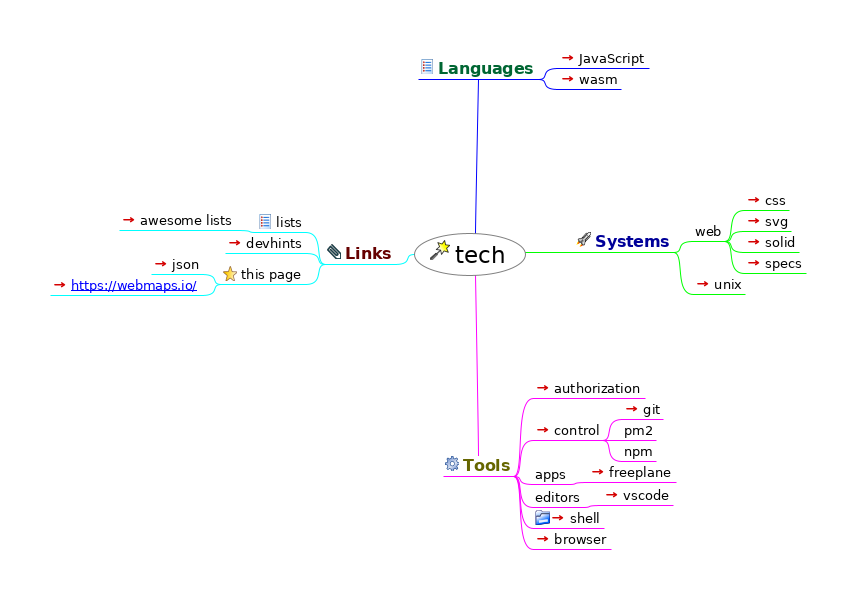 Languages
JavaScript
wasm
tech
Links
lists
awesome lists
devhints
this page
json
https://webmaps.io/
Systems
web
css
svg
solid
specs
unix
Tools
authorization
control
git
pm2
npm
apps
freeplane
editors
vscode
shell
browser